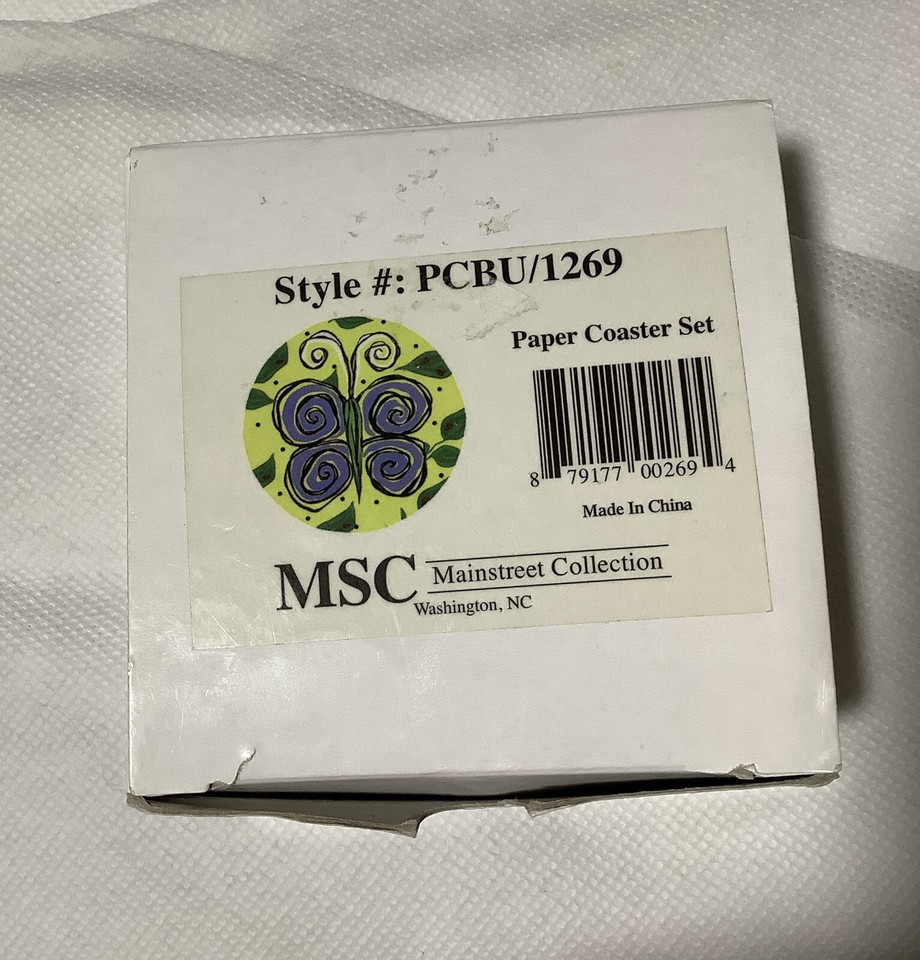 Style #: PCBU/1269
Paper Coaster Set
8 79177 00269 4
Made In China
MSC Mainstreet Collection
Washington, NC